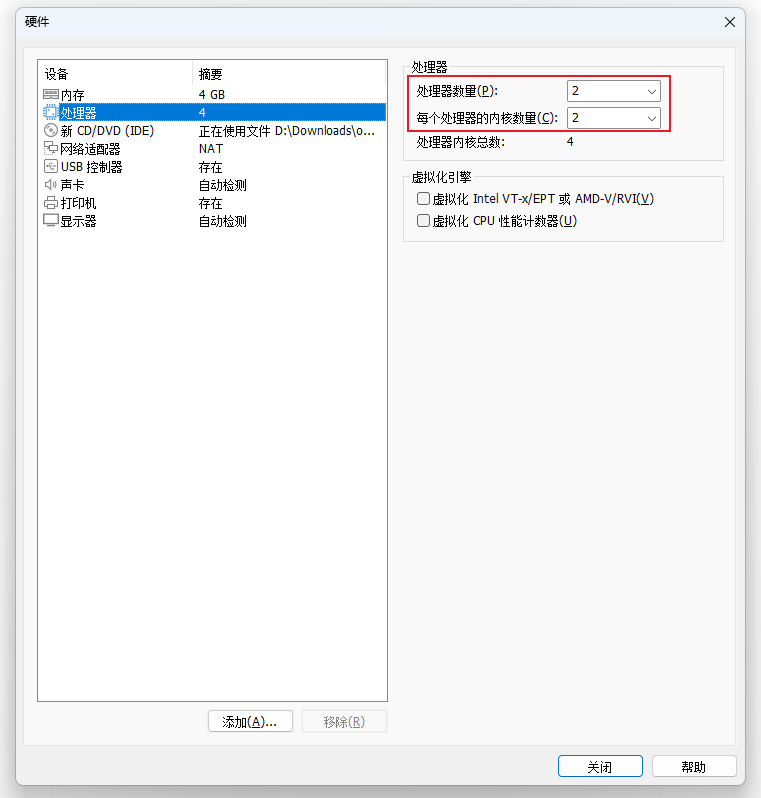 硬件
设备 摘要
内存 4 GB
处理器 4
新 CD/DVD (IDE) 正在使用文件 D:\Downloads\o...
网络适配器 NAT
USB 控制器 存在
声卡 自动检测
打印机 存在
显示器 自动检测
添加(A)... 移除(R)
处理器
处理器数量(P): 2
每个处理器的内核数量(C): 2
处理器内核总数: 4
虚拟化引擎
虚拟化 Intel VT-x/EPT 或 AMD-V/RVI(V)
虚拟化 CPU 性能计数器(U)
关闭 帮助